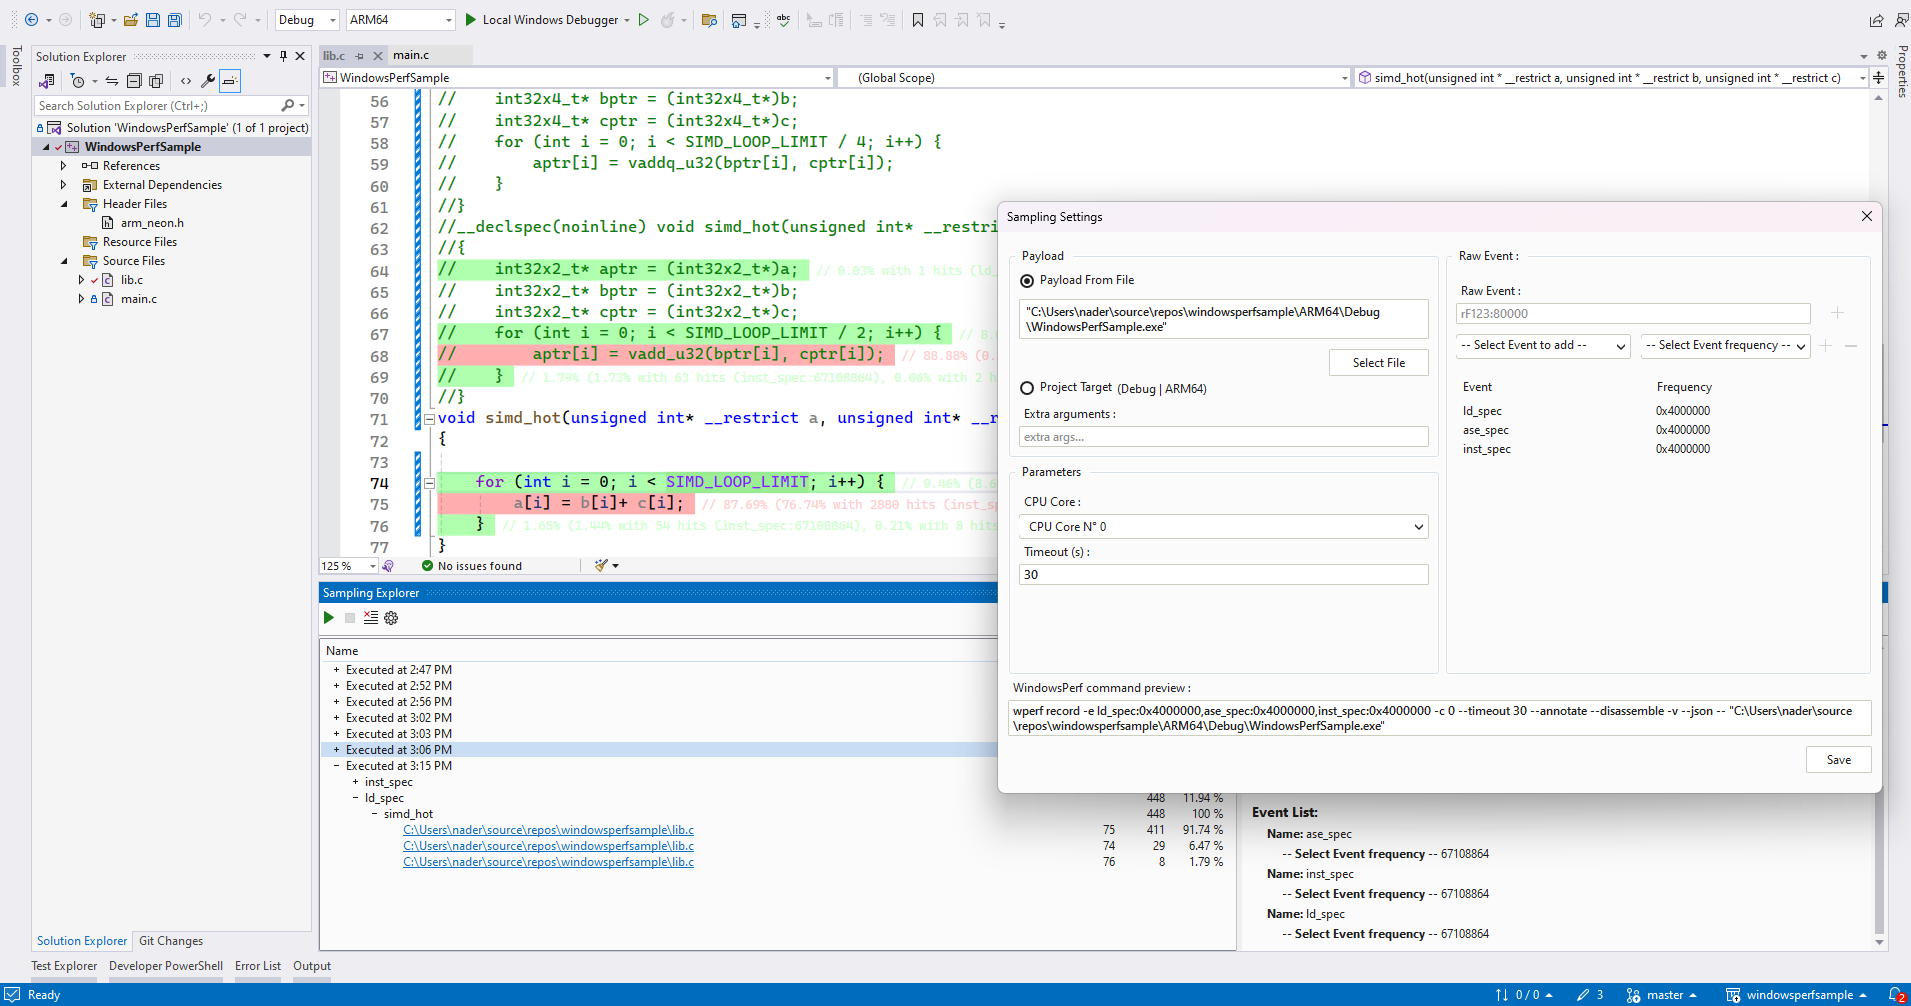 Debug
ARM64
Local Windows Debugger
abc
Toolbox
Solution Explorer
Search Solution Explorer (Ctrl+;)
Solution 'WindowsPerfSample' (1 of 1 project)
WindowsPerfSample
References
External Dependencies
Header Files
arm_neon.h
Resource Files
Source Files
lib.c
main.c
Solution Explorer
Git Changes
lib.c
main.c
WindowsPerfSample
(Global Scope)
simd_hot(unsigned int * __restrict a, unsigned int * __restrict b, unsigned int * __restrict c)
Properties
56 // int32x4_t* bptr = (int32x4_t*)b;
57 // int32x4_t* cptr = (int32x4_t*)c;
58 // for (int i = 0; i < SIMD_LOOP_LIMIT / 4; i++) {
59 // aptr[i] = vaddq_u32(bptr[i], cptr[i]);
60 // }
61 //}
62 //__declspec(noinline) void simd_hot(unsigned int* __restri
63 //{
64 // int32x2_t* aptr = (int32x2_t*)a; // 0.03% with 1 hits (ld_
65 // int32x2_t* bptr = (int32x2_t*)b;
66 // int32x2_t* cptr = (int32x2_t*)c;
67 // for (int i = 0; i < SIMD_LOOP_LIMIT / 2; i++) { // 8.
68 // aptr[i] = vadd_u32(bptr[i], cptr[i]); // 88.88% (0.
69 // } // 1.79% (1.73% with 63 hits (inst_spec:67108864), 0.06% with 2 h
70 //}
71 void simd_hot(unsigned int* __restrict a, unsigned int* __r
72 {
73
74 for (int i = 0; i < SIMD_LOOP_LIMIT; i++) { // 9.46% (8.6
75 a[i] = b[i]+ c[i]; // 87.69% (76.74% with 2880 hits (inst_sp
76 } // 1.65% (1.44% with 54 hits (inst_spec:67108864), 0.21% with 8 hits
77 }
125 %
No issues found
Sampling Explorer
Name
+ Executed at 2:47 PM
+ Executed at 2:52 PM
+ Executed at 2:56 PM
+ Executed at 3:02 PM
+ Executed at 3:03 PM
+ Executed at 3:06 PM
− Executed at 3:15 PM
+ inst_spec
− ld_spec 448 11.94 %
− simd_hot 448 100 %
C:\Users\nader\source\repos\windowsperfsample\lib.c 75 411 91.74 %
C:\Users\nader\source\repos\windowsperfsample\lib.c 74 29 6.47 %
C:\Users\nader\source\repos\windowsperfsample\lib.c 76 8 1.79 %
Sampling Settings
Payload
Payload From File
"C:\Users\nader\source\repos\windowsperfsample\ARM64\Debug
\WindowsPerfSample.exe"
Select File
Project Target (Debug | ARM64)
Extra arguments :
extra args...
Parameters
CPU Core :
CPU Core N° 0
Timeout (s) :
30
Raw Event :
Raw Event :
rF123:80000
-- Select Event to add --
-- Select Event frequency --
Event Frequency
ld_spec 0x4000000
ase_spec 0x4000000
inst_spec 0x4000000
WindowsPerf command preview :
wperf record -e ld_spec:0x4000000,ase_spec:0x4000000,inst_spec:0x4000000 -c 0 --timeout 30 --annotate --disassemble -v --json -- "C:\Users\nader\source
\repos\windowsperfsample\ARM64\Debug\WindowsPerfSample.exe"
Save
Event List:
Name: ase_spec
-- Select Event frequency -- 67108864
Name: inst_spec
-- Select Event frequency -- 67108864
Name: ld_spec
-- Select Event frequency -- 67108864
Test Explorer
Developer PowerShell
Error List
Output
Ready
0 / 0
3
master
windowsperfsample
2